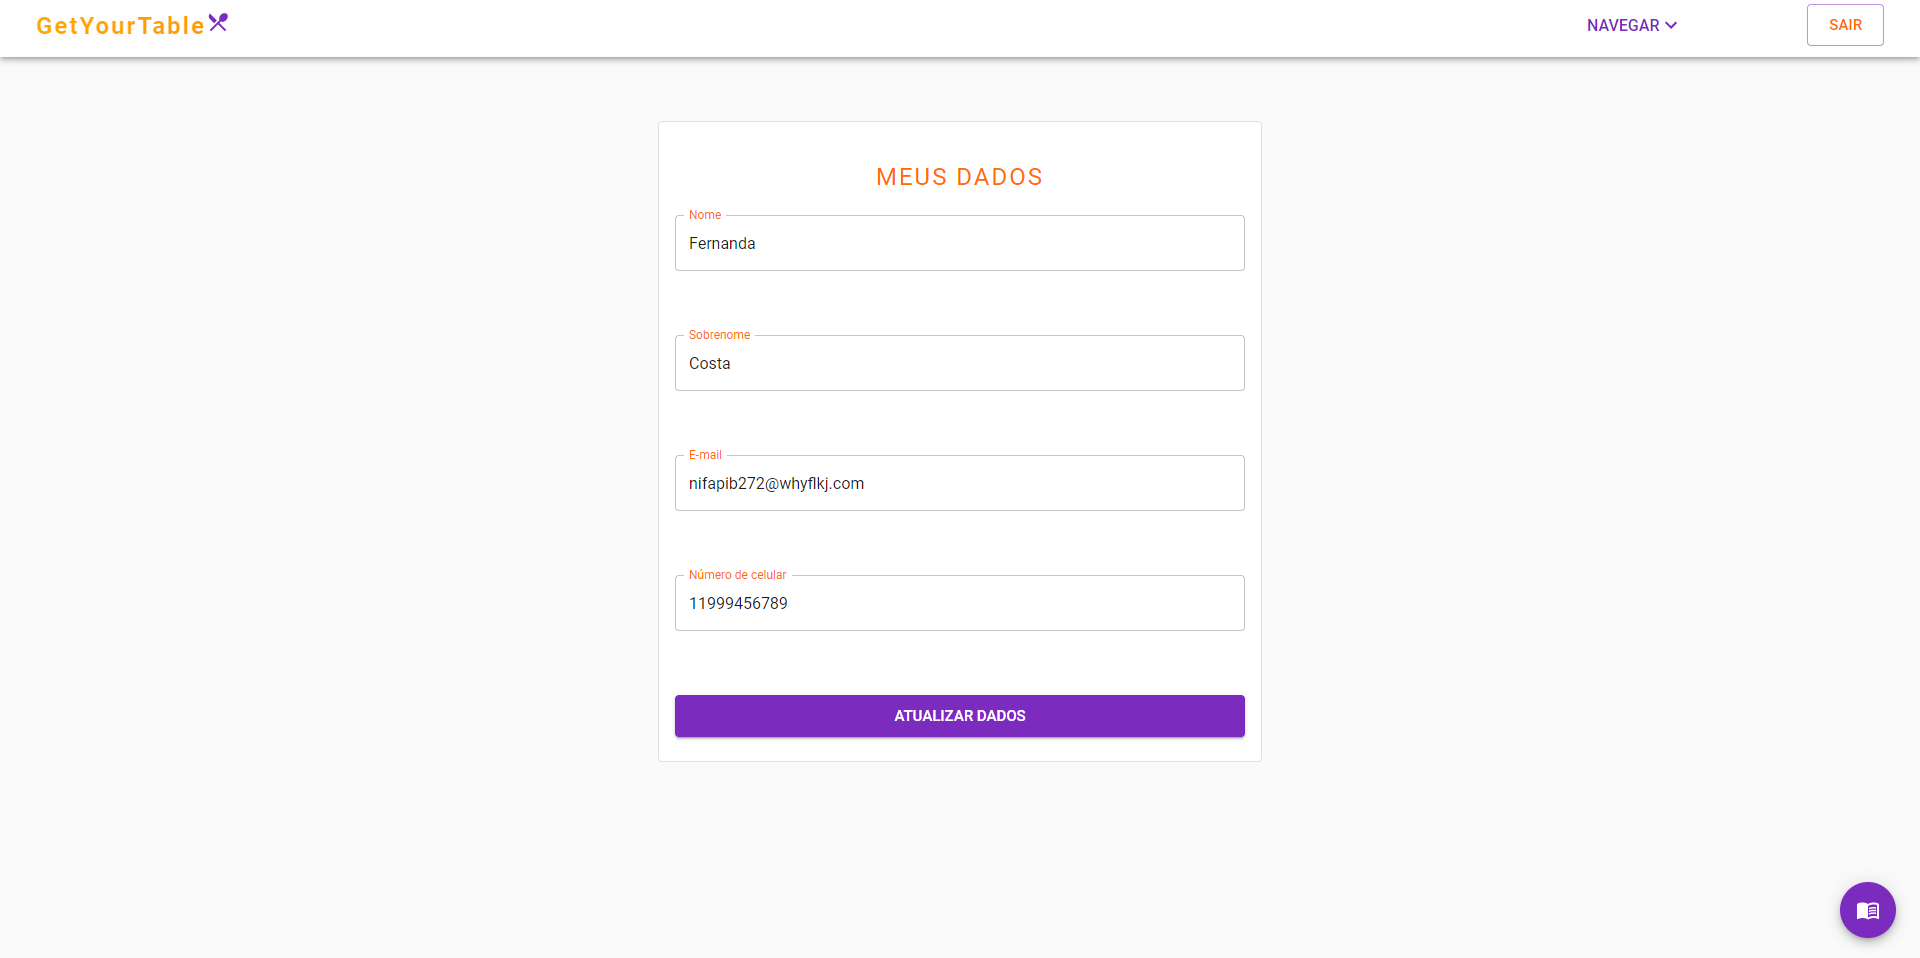 GetYourTable
NAVEGAR
SAIR
MEUS DADOS
Nome
Fernanda
Sobrenome
Costa
E-mail
nifapib272@whyflkj.com
Número de celular
11999456789
ATUALIZAR DADOS